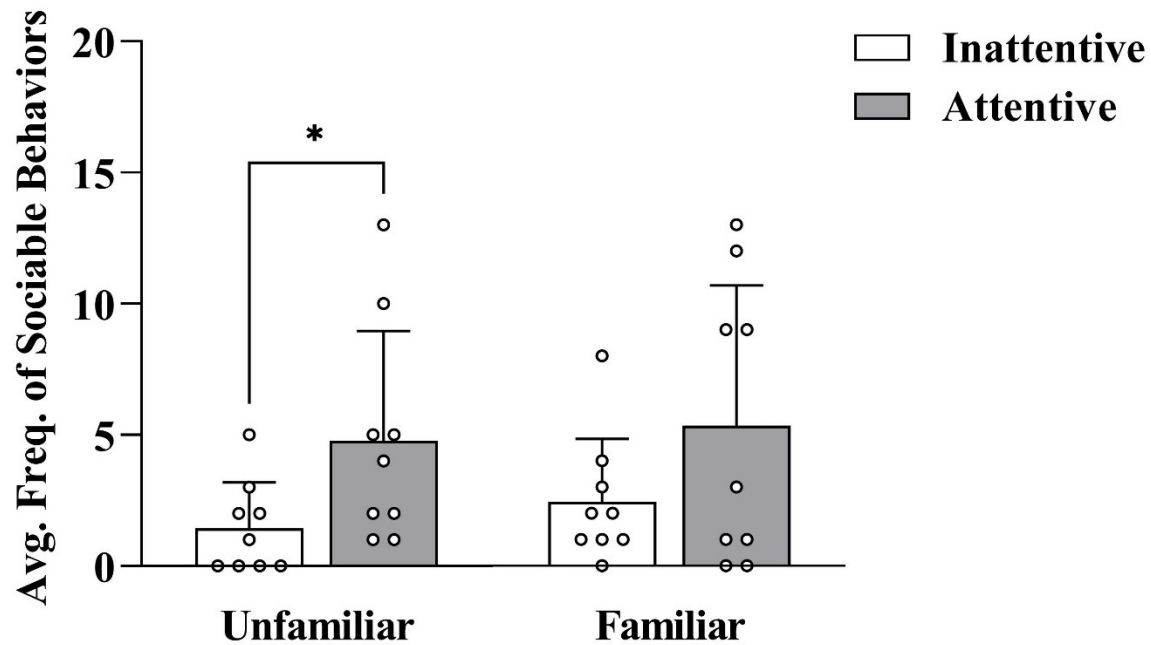 Avg. Freq. of Sociable Behaviors
20
15
10
5
0
*
Unfamiliar
Familiar
Inattentive
Attentive